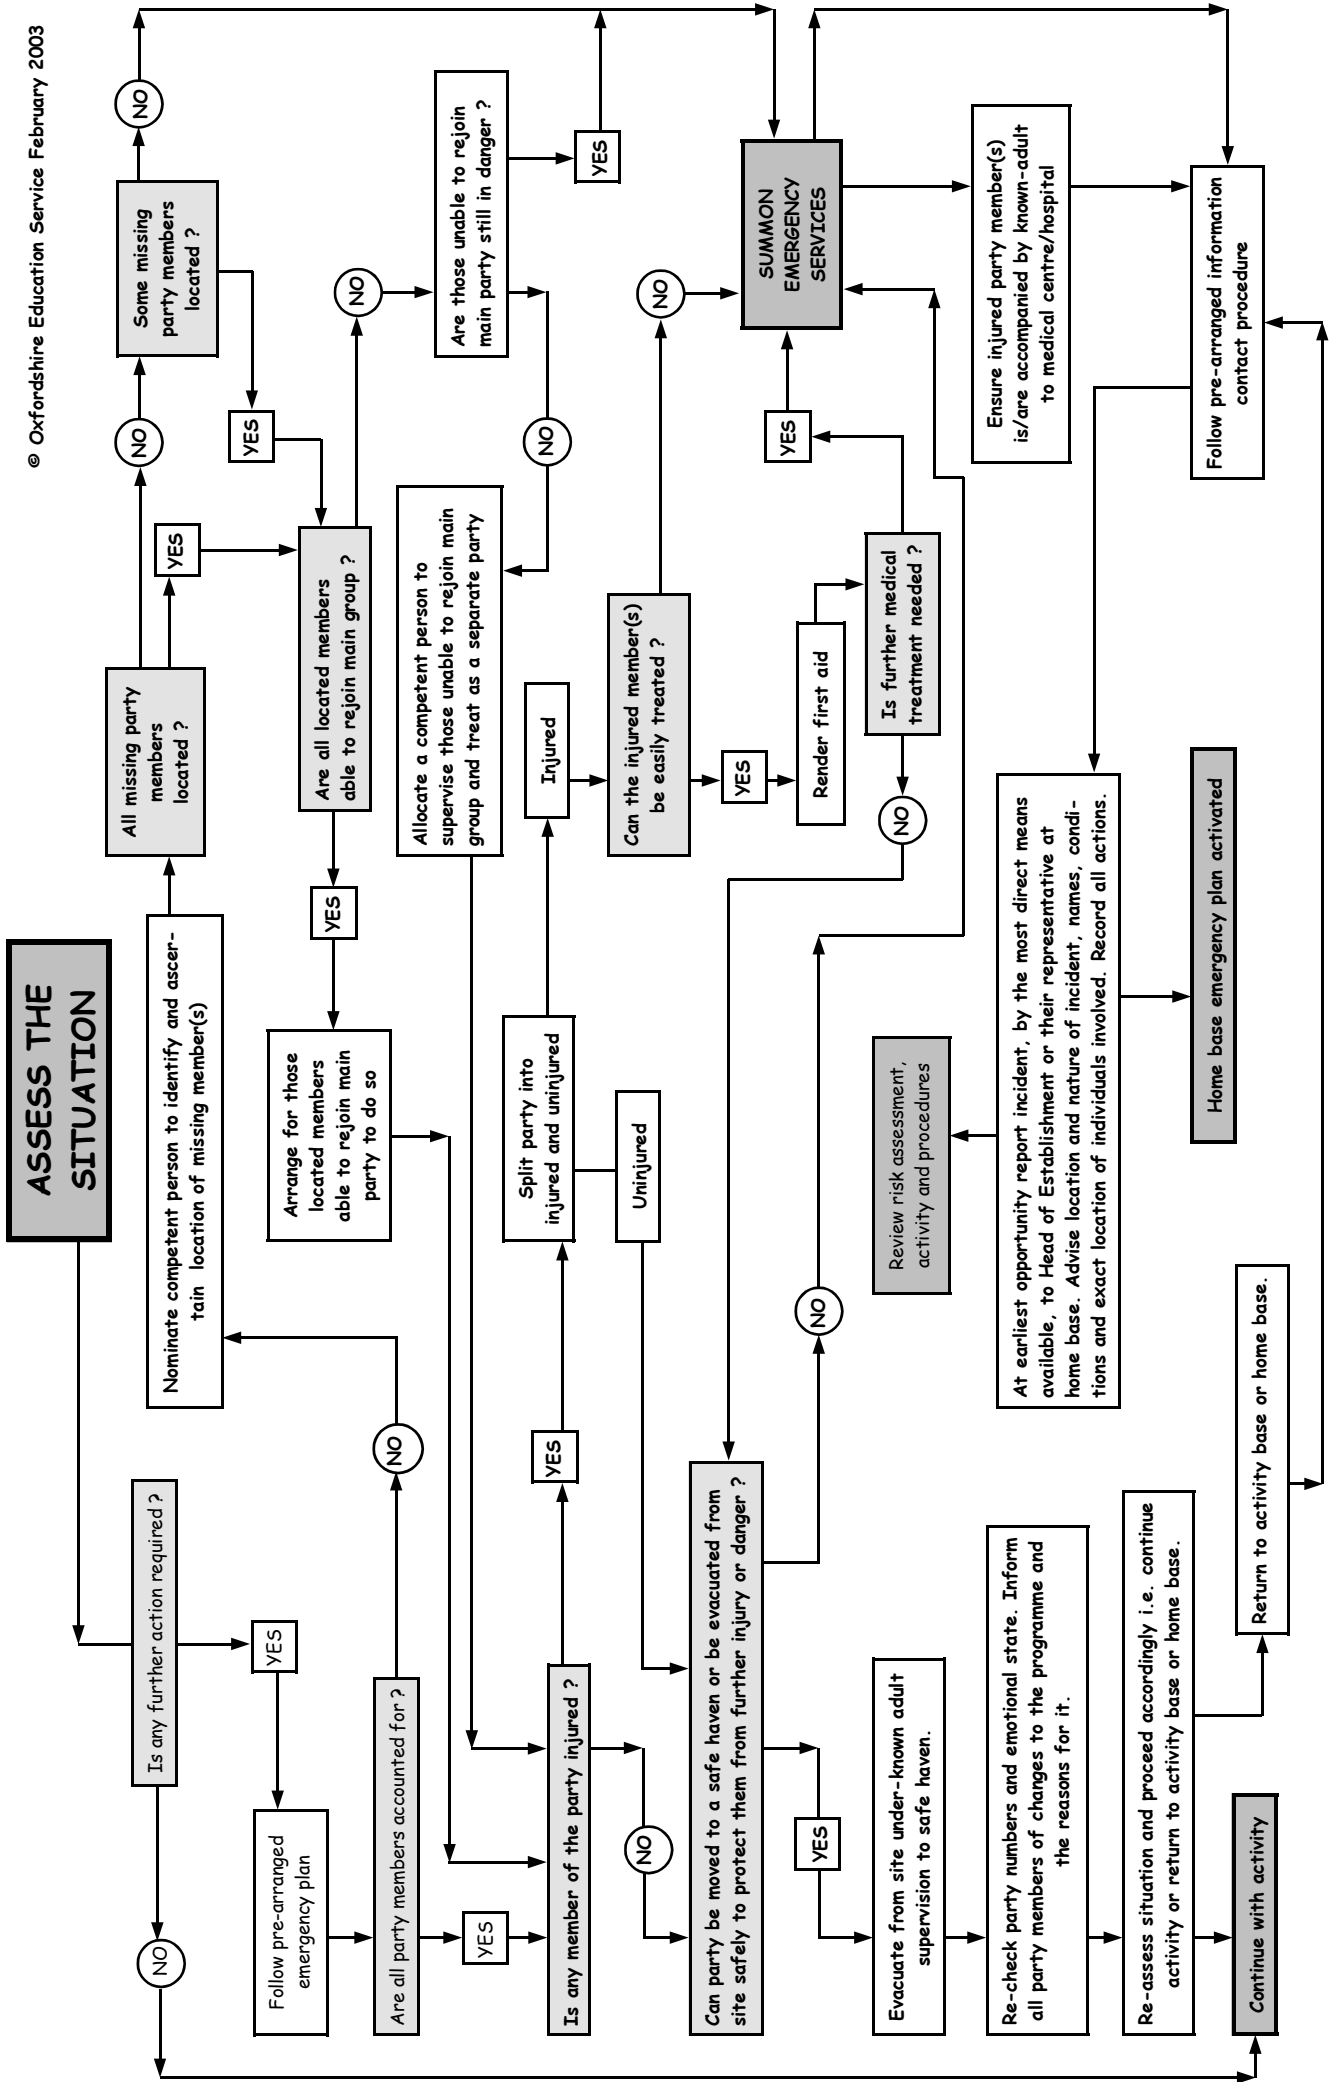 © Oxfordshire Education Service February 2003
ASSESS THE
SITUATION
Is any further action required ?
NO
YES
Follow pre-arranged
emergency plan
Are all party members accounted for ?
NO
YES
Nominate competent person to identify and ascer-
tain location of missing member(s)
All missing party
members
located ?
NO
YES
Some missing
party members
located ?
NO
YES
Are all located members
able to rejoin main group ?
YES
NO
Arrange for those
located members
able to rejoin main
party to do so
Are those unable to rejoin
main party still in danger ?
YES
NO
Allocate a competent person to
supervise those unable to rejoin main
group and treat as a separate party
Is any member of the party injured ?
YES
NO
Split party into
injured and uninjured
Injured
Uninjured
Can the injured member(s)
be easily treated ?
NO
YES
Render first aid
Is further medical
treatment needed ?
YES
NO
SUMMON
EMERGENCY
SERVICES
Can party be moved to a safe haven or be evacuated from
site safely to protect them from further injury or danger ?
NO
YES
Evacuate from site under-known adult
supervision to safe haven.
Re-check party numbers and emotional state. Inform
all party members of changes to the programme and
the reasons for it.
Re-assess situation and proceed accordingly i.e. continue
activity or return to activity base or home base.
Continue with activity
Return to activity base or home base.
Ensure injured party member(s)
is/are accompanied by known-adult
to medical centre/hospital
Follow pre-arranged information
contact procedure
At earliest opportunity report incident, by the most direct means
available, to Head of Establishment or their representative at
home base. Advise location and nature of incident, names, condi-
tions and exact location of individuals involved. Record all actions.
Review risk assessment,
activity and procedures
Home base emergency plan activated